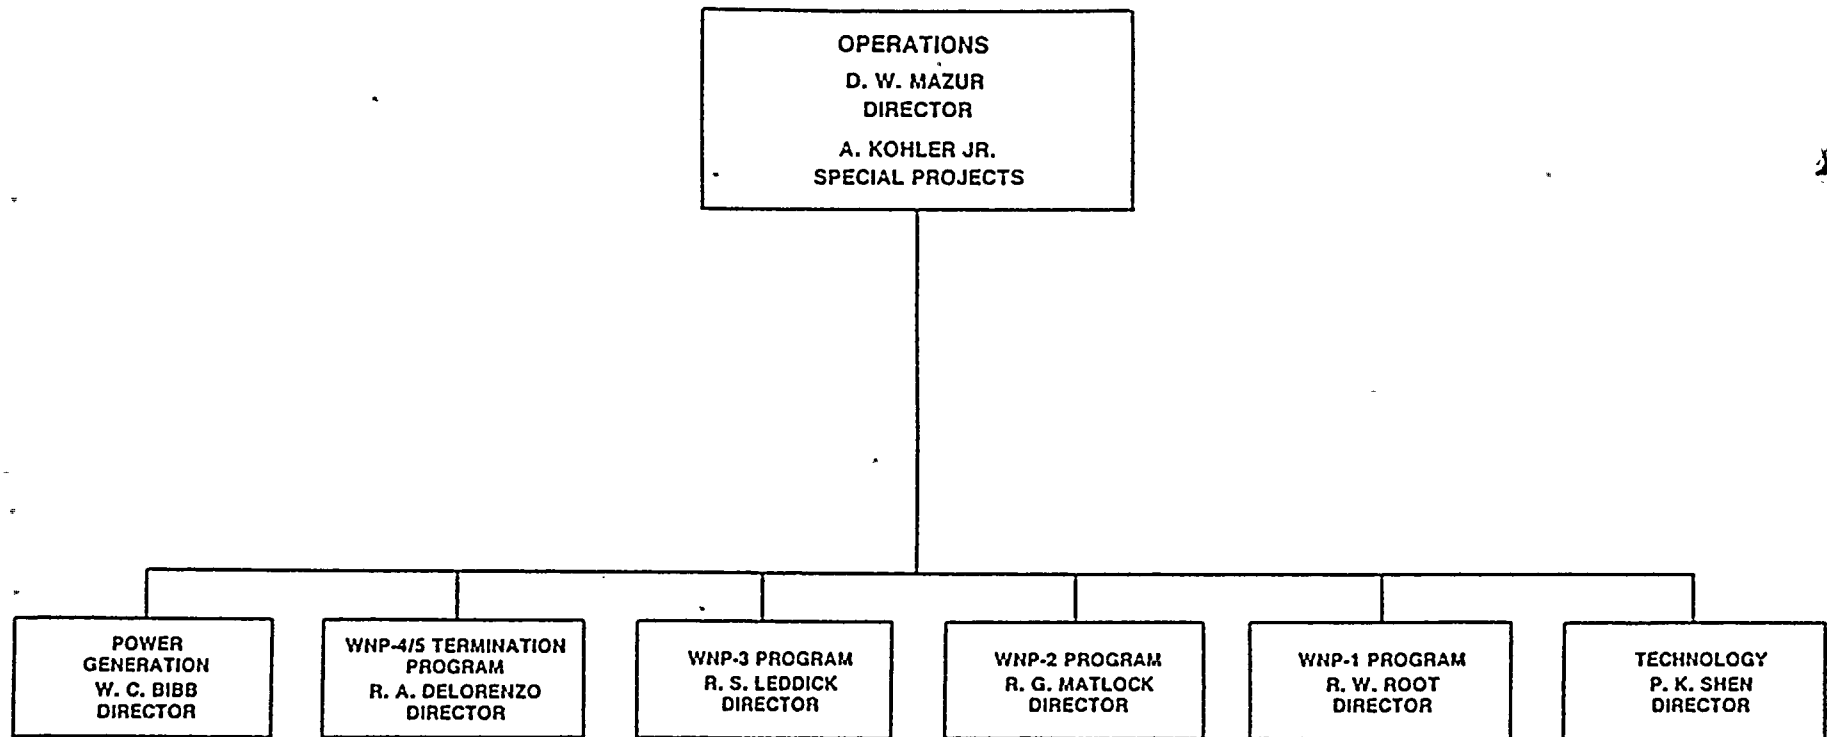 OPERATIONS
D. W. MAZUR
DIRECTOR
A. KOHLER JR.
SPECIAL PROJECTS
POWER
GENERATION
W. C. BIBB
DIRECTOR
WNP-4/5 TERMINATION
PROGRAM
R. A. DELORENZO
DIRECTOR
WNP-3 PROGRAM
R. S. LEDDICK
DIRECTOR
WNP-2 PROGRAM
R. G. MATLOCK
DIRECTOR
WNP-1 PROGRAM
R. W. ROOT
DIRECTOR
TECHNOLOGY
P. K. SHEN
DIRECTOR